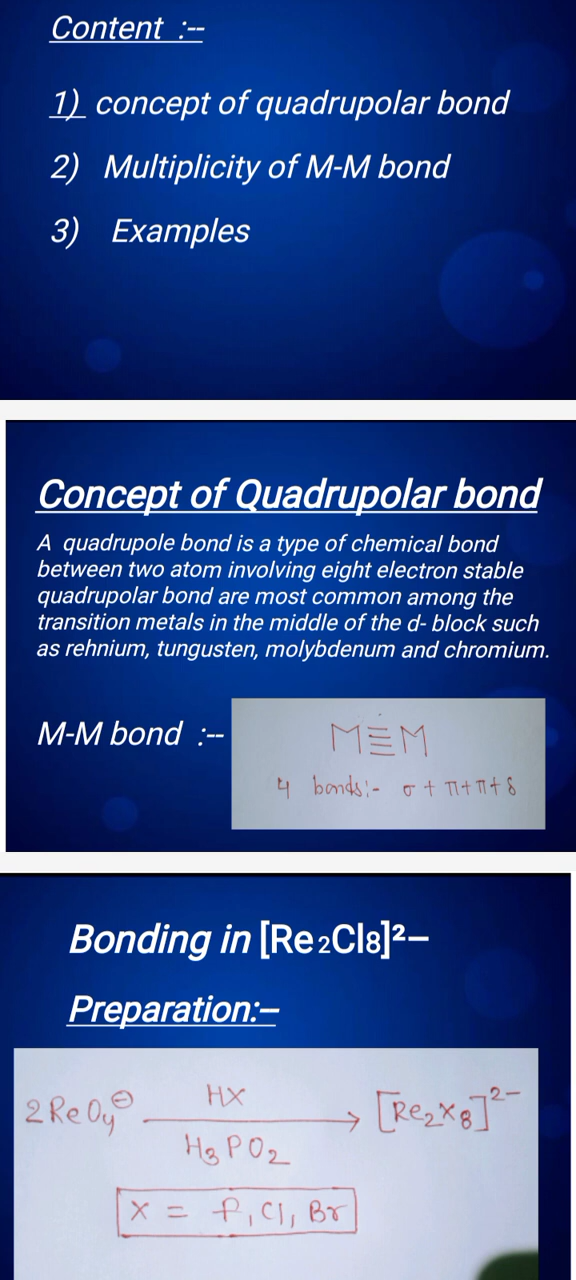 Content :--
1) concept of quadrupolar bond
2) Multiplicity of M-M bond
3) Examples
Concept of Quadrupolar bond
A quadrupole bond is a type of chemical bond
between two atom involving eight electron stable
quadrupolar bond are most common among the
transition metals in the middle of the d- block such
as rehnium, tungusten, molybdenum and chromium.
M-M bond :--
M≣M
4 bonds:- σ + π+π+δ
Bonding in [Re₂Cl₈]²–
Preparation:–
HX
2ReO₄⊖ ⟶ [Re₂X₈]²⁻
H₃PO₂
X = F, Cl, Br